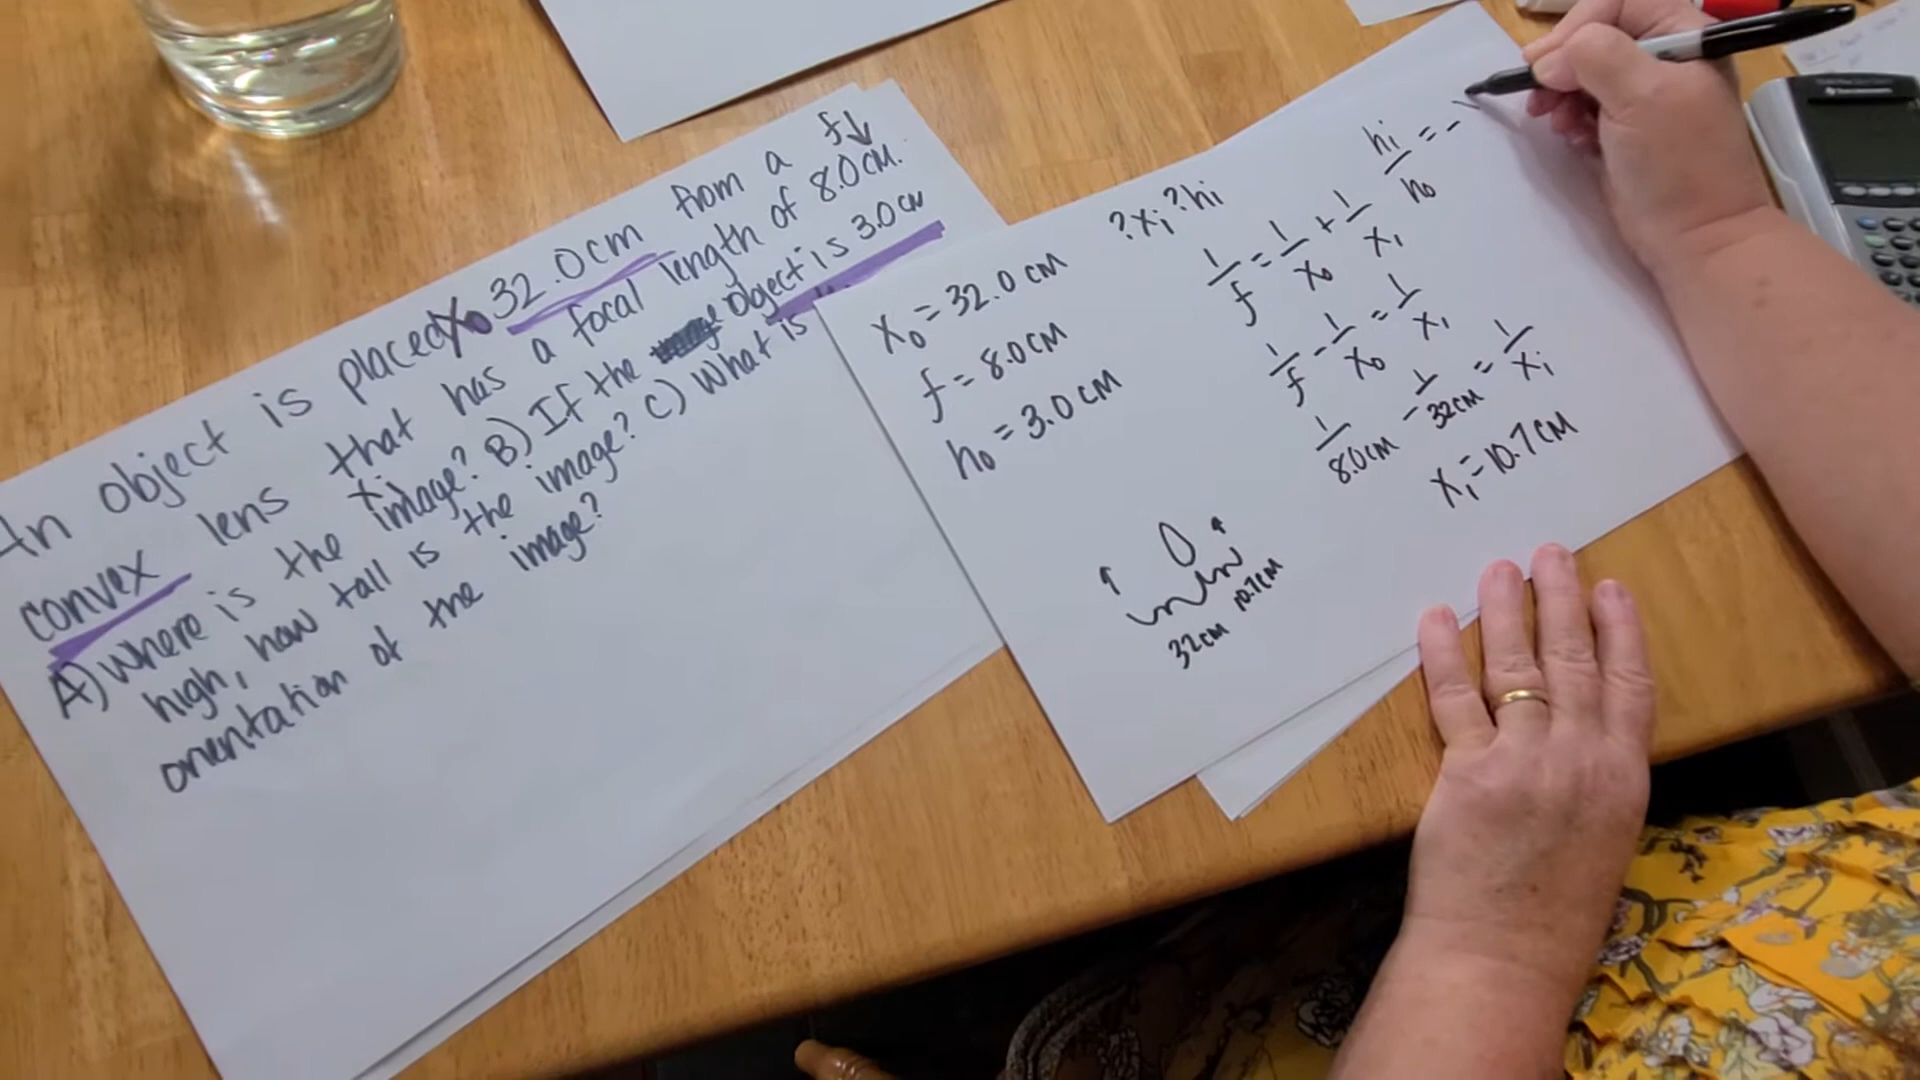 f↓
An object is placed Xo 32.0 cm from a
convex lens that has a focal length of 8.0 cm.
xi
A) Where is the image? B) If the object is 3.0 cm
high, how tall is the image? C) What is
orientation of the image?
? xi ? hi
xo = 32.0 cm
f = 8.0 cm
ho = 3.0 cm
1/f = 1/xo + 1/xi
1/f - 1/xo = 1/xi
1/8.0cm - 1/32cm = 1/xi
xi = 10.7 cm
hi/ho = -
32cm 10.7cm